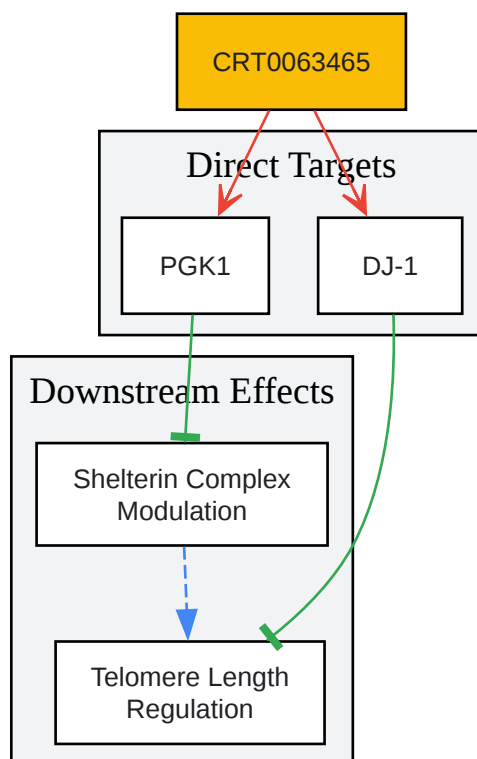 CRT0063465
Direct Targets
PGK1
DJ-1
Downstream Effects
Shelterin Complex
Modulation
Telomere Length
Regulation